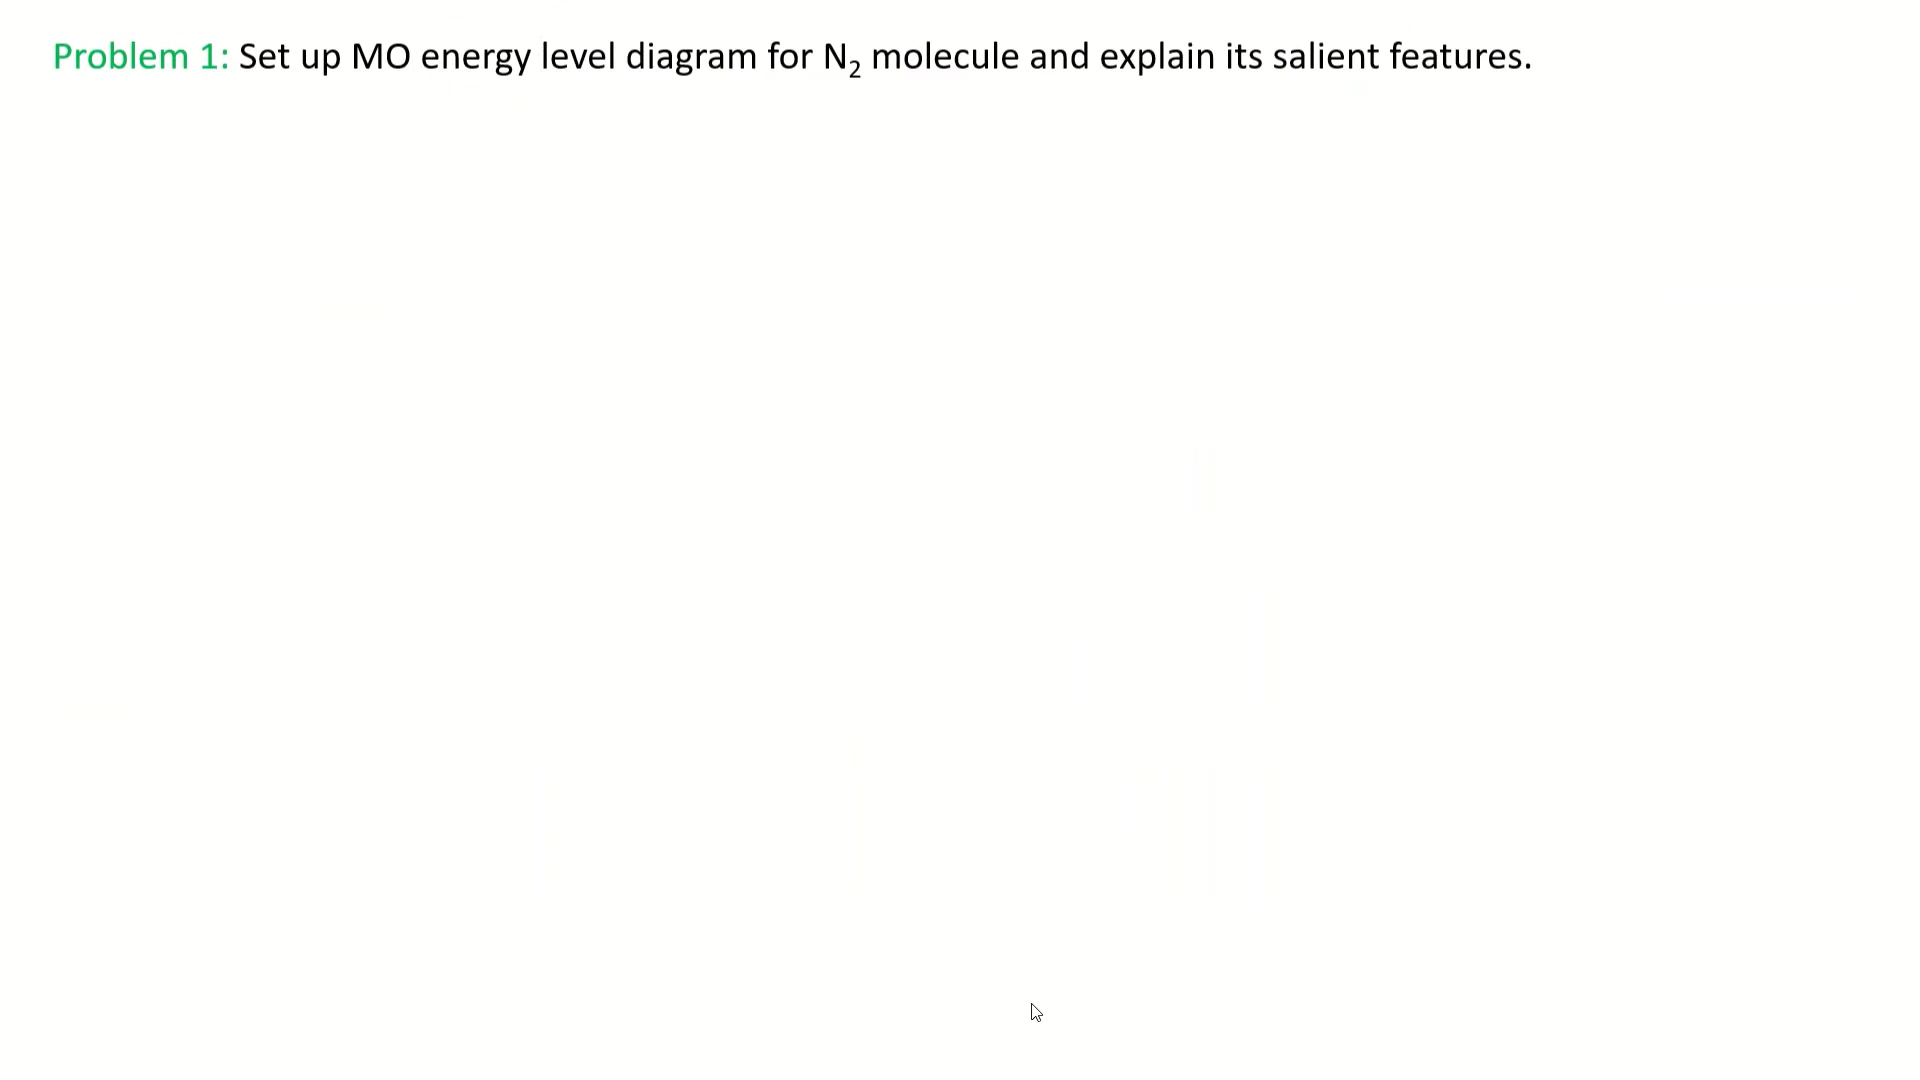 Problem 1: Set up MO energy level diagram for N₂ molecule and explain its salient features.